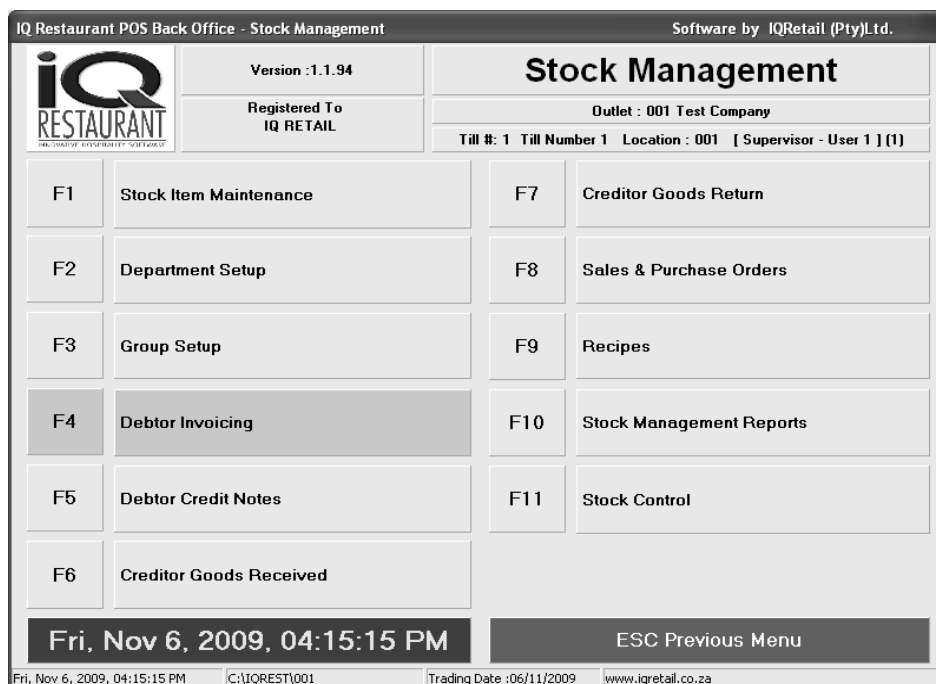 IQ Restaurant POS Back Office - Stock Management Software by IQRetail (Pty)Ltd.
iQ
RESTAURANT
INNOVATIVE HOSPITALITY SOFTWARE
Version :1.1.94
Registered To
IQ RETAIL
Stock Management
Outlet : 001 Test Company
Till #: 1 Till Number 1 Location : 001 [ Supervisor - User 1 ] (1)
F1 Stock Item Maintenance
F2 Department Setup
F3 Group Setup
F4 Debtor Invoicing
F5 Debtor Credit Notes
F6 Creditor Goods Received
F7 Creditor Goods Return
F8 Sales & Purchase Orders
F9 Recipes
F10 Stock Management Reports
F11 Stock Control
Fri, Nov 6, 2009, 04:15:15 PM
ESC Previous Menu
Fri, Nov 6, 2009, 04:15:15 PM C:\IQREST\001 Trading Date :06/11/2009 www.iqretail.co.za